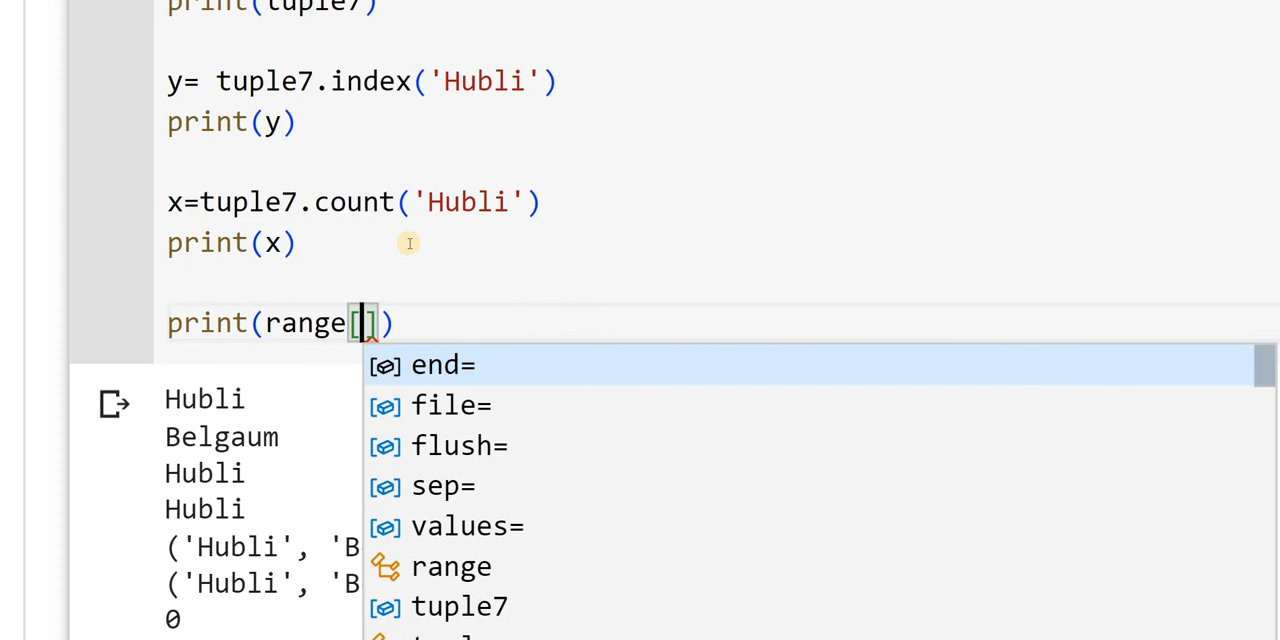 print(tuple7)
y= tuple7.index('Hubli')
print(y)
x=tuple7.count('Hubli')
print(x)
print(range[])
end=
file=
flush=
sep=
values=
range
tuple7
Hubli
Belgaum
Hubli
Hubli
('Hubli', 'B
('Hubli', 'B
0